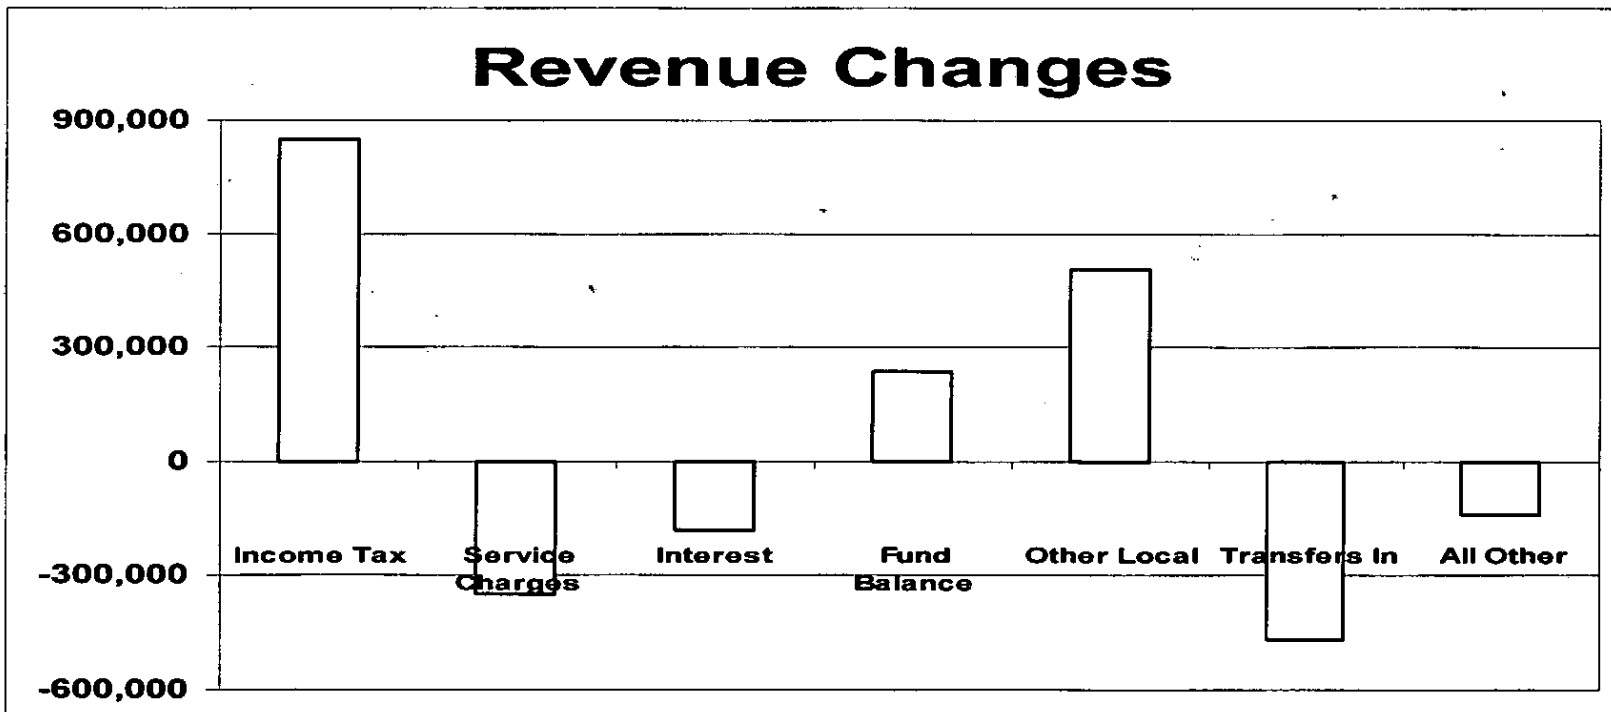 Revenue Changes
900,000
600,000
300,000
0
-300,000
-600,000
Income Tax
Service
Charges
Interest
Fund
Balance
Other Local
Transfers In
All Other